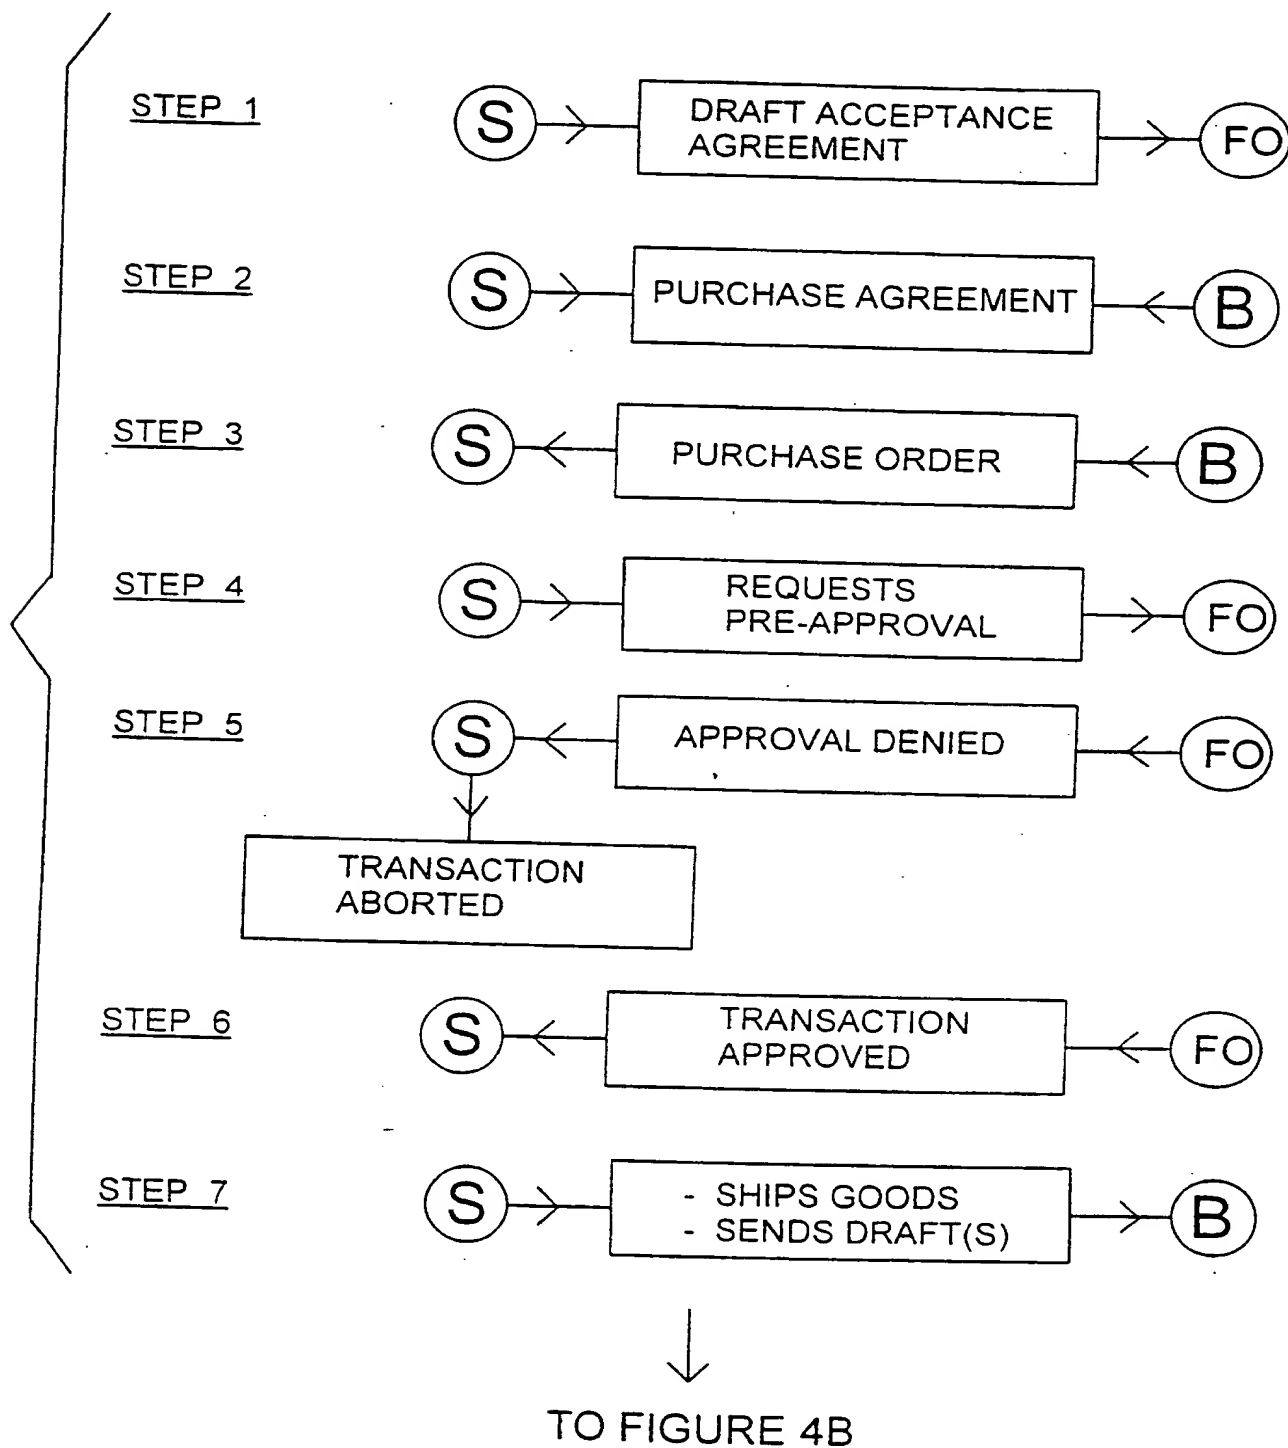 STEP 1
S
DRAFT ACCEPTANCE
AGREEMENT
FO
STEP 2
S
PURCHASE AGREEMENT
B
STEP 3
S
PURCHASE ORDER
B
STEP 4
S
REQUESTS
PRE-APPROVAL
FO
STEP 5
S
APPROVAL DENIED
FO
TRANSACTION
ABORTED
STEP 6
S
TRANSACTION
APPROVED
FO
STEP 7
S
- SHIPS GOODS
- SENDS DRAFT(S)
B
TO FIGURE 4B